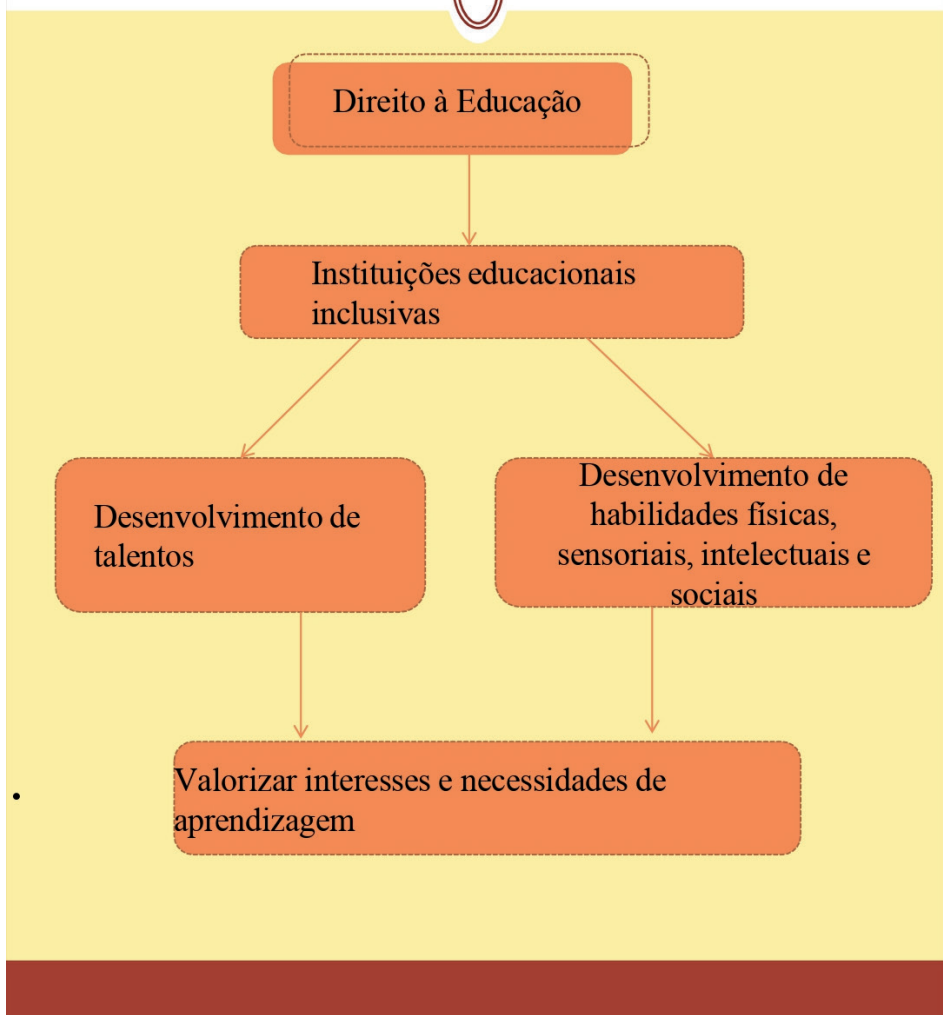 Direito à Educação
Instituições educacionais
inclusivas
Desenvolvimento de
talentos
Desenvolvimento de
habilidades físicas,
sensoriais, intelectuais e
sociais
Valorizar interesses e necessidades de
aprendizagem